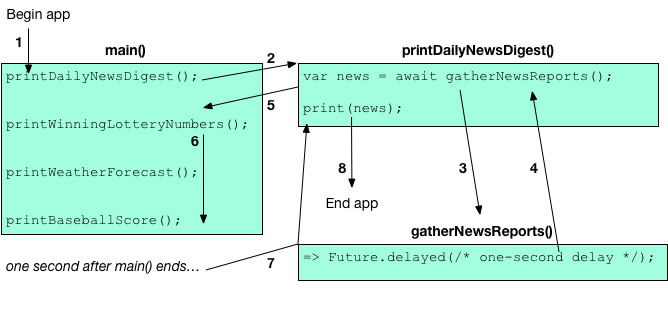 Begin app
1
main()
printDailyNewsDigest();
printWinningLotteryNumbers();
6
printWeatherForecast();
printBaseballScore();
one second after main() ends...
2
5
7
printDailyNewsDigest()
var news = await gatherNewsReports();
print(news);
8
3
4
End app
gatherNewsReports()
=> Future.delayed(/* one-second delay */);